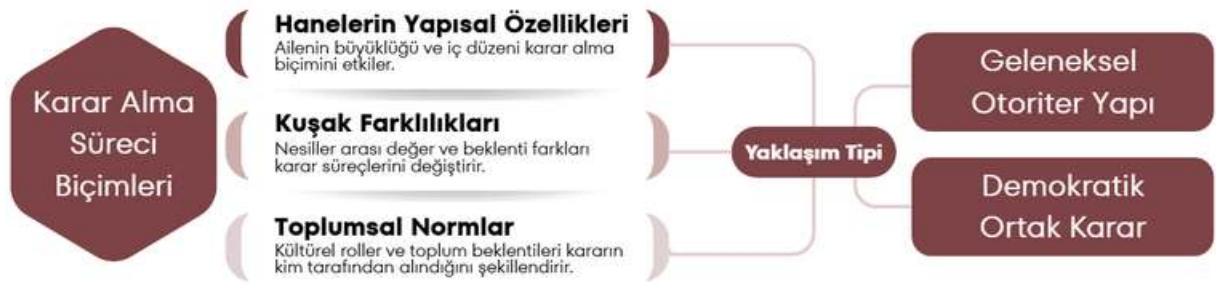 Karar Alma
Süreci
Biçimleri
Hanelerin Yapısal Özellikleri
Ailenin büyüklüğü ve iç düzeni karar alma
biçimini etkiler.
Kuşak Farklılıkları
Nesiller arası değer ve beklenti farkları
karar süreçlerini değiştirir.
Toplumsal Normlar
Kültürel roller ve toplum beklentileri kararın
kim tarafından alındığını şekillendirir.
Yaklaşım Tipi
Geleneksel
Otoriter Yapı
Demokratik
Ortak Karar